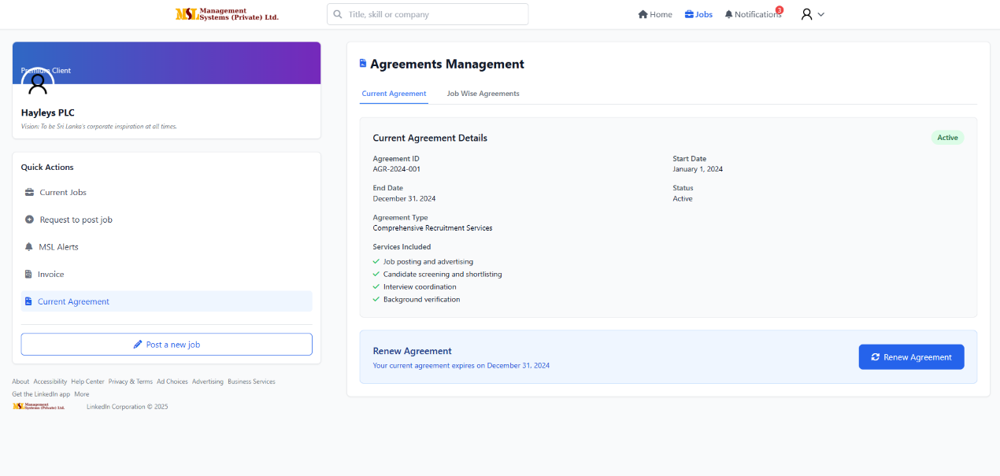 MSL Management
Systems (Private) Ltd.
Title, skill or company
Home
Jobs
Notifications
3
Premium Client
Hayleys PLC
Vision: To be Sri Lanka's corporate inspiration at all times.
Quick Actions
Current Jobs
Request to post job
MSL Alerts
Invoice
Current Agreement
Post a new job
About Accessibility Help Center Privacy & Terms Ad Choices Advertising Business Services
Get the LinkedIn app More
MSL Management
Systems (Private) Ltd.
LinkedIn Corporation © 2025
Agreements Management
Current Agreement
Job Wise Agreements
Current Agreement Details
Active
Agreement ID
AGR-2024-001
Start Date
January 1, 2024
End Date
December 31, 2024
Status
Active
Agreement Type
Comprehensive Recruitment Services
Services Included
Job posting and advertising
Candidate screening and shortlisting
Interview coordination
Background verification
Renew Agreement
Your current agreement expires on December 31, 2024
Renew Agreement